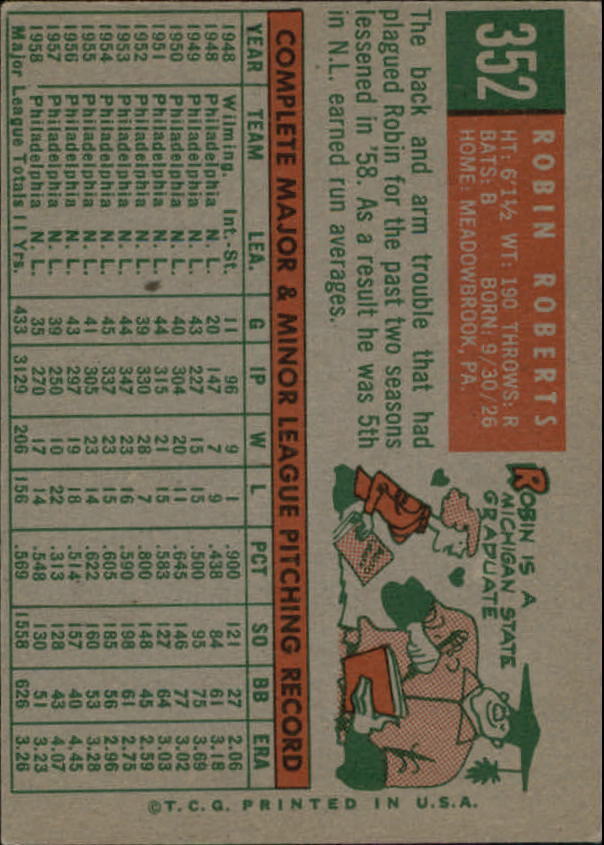 352
ROBIN ROBERTS
HT: 6'1½ WT: 190 THROWS: R
BATS: B BORN: 9/30/26
HOME: MEADOWBROOK, PA.
The back and arm trouble that had
plagued Robin for the past two seasons
lessened in '58. As a result he was 5th
in N.L. earned run averages.
ROBIN IS A
MICHIGAN STATE
GRADUATE
COMPLETE MAJOR & MINOR LEAGUE PITCHING RECORD
YEAR TEAM LEA. G IP W L PCT SO BB ERA
1948 Wilming. Int.-St. 11 96 9 1 .900 121 27 2.06
1948 Philadelphia N. L. 20 147 7 9 .438 84 61 3.18
1949 Philadelphia N. L. 43 227 15 15 .500 95 75 3.69
1950 Philadelphia N. L. 40 304 20 11 .645 146 77 3.02
1951 Philadelphia N. L. 44 315 21 15 .583 127 64 3.03
1952 Philadelphia N. L. 39 330 28 7 .800 148 45 2.59
1953 Philadelphia N. L. 44 347 23 16 .590 198 61 2.75
1954 Philadelphia N. L. 45 337 23 15 .605 185 56 2.96
1955 Philadelphia N. L. 41 305 23 14 .622 160 53 3.28
1956 Philadelphia N. L. 43 297 19 18 .514 157 40 4.45
1957 Philadelphia N. L. 39 250 10 22 .313 128 43 4.07
1958 Philadelphia N. L. 35 270 17 14 .548 130 51 3.23
Major League Totals 11 Yrs. 433 3129 206 156 .569 1558 626 3.26
©T.C.G. PRINTED IN U.S.A.